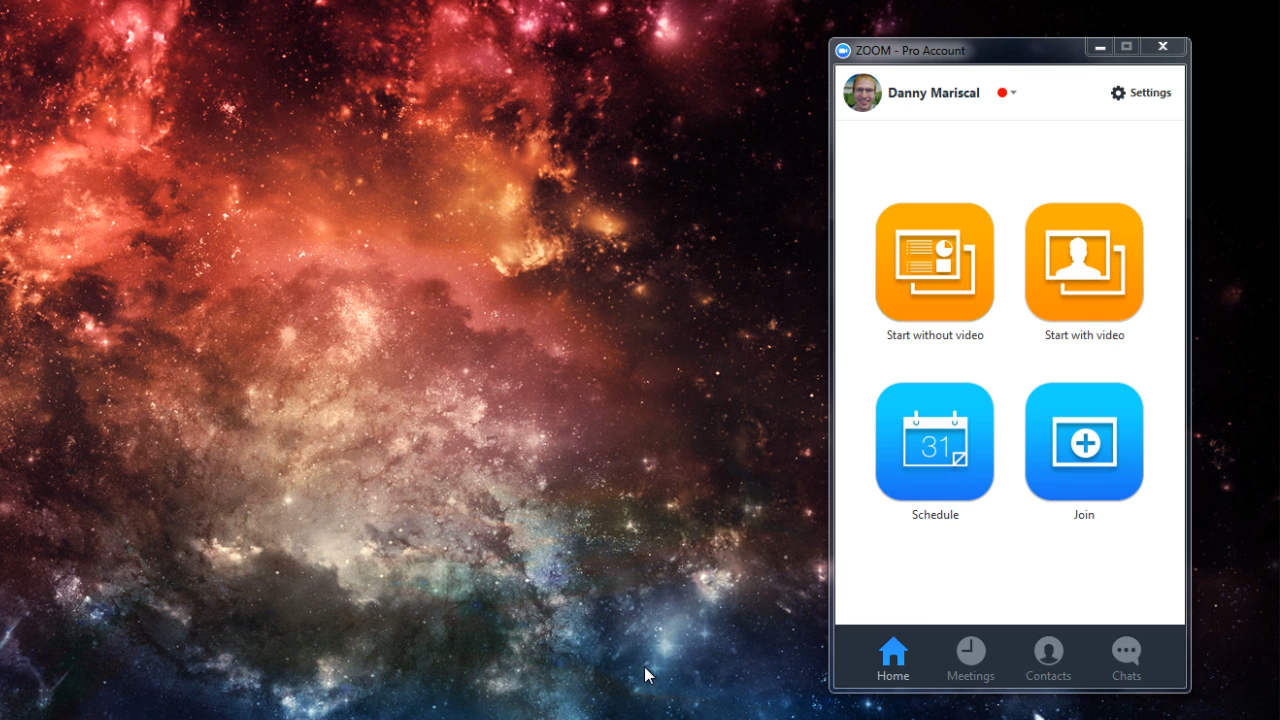 ZOOM - Pro Account
Danny Mariscal
Settings
Start without video
Start with video
31
Schedule
Join
Home
Meetings
Contacts
Chats